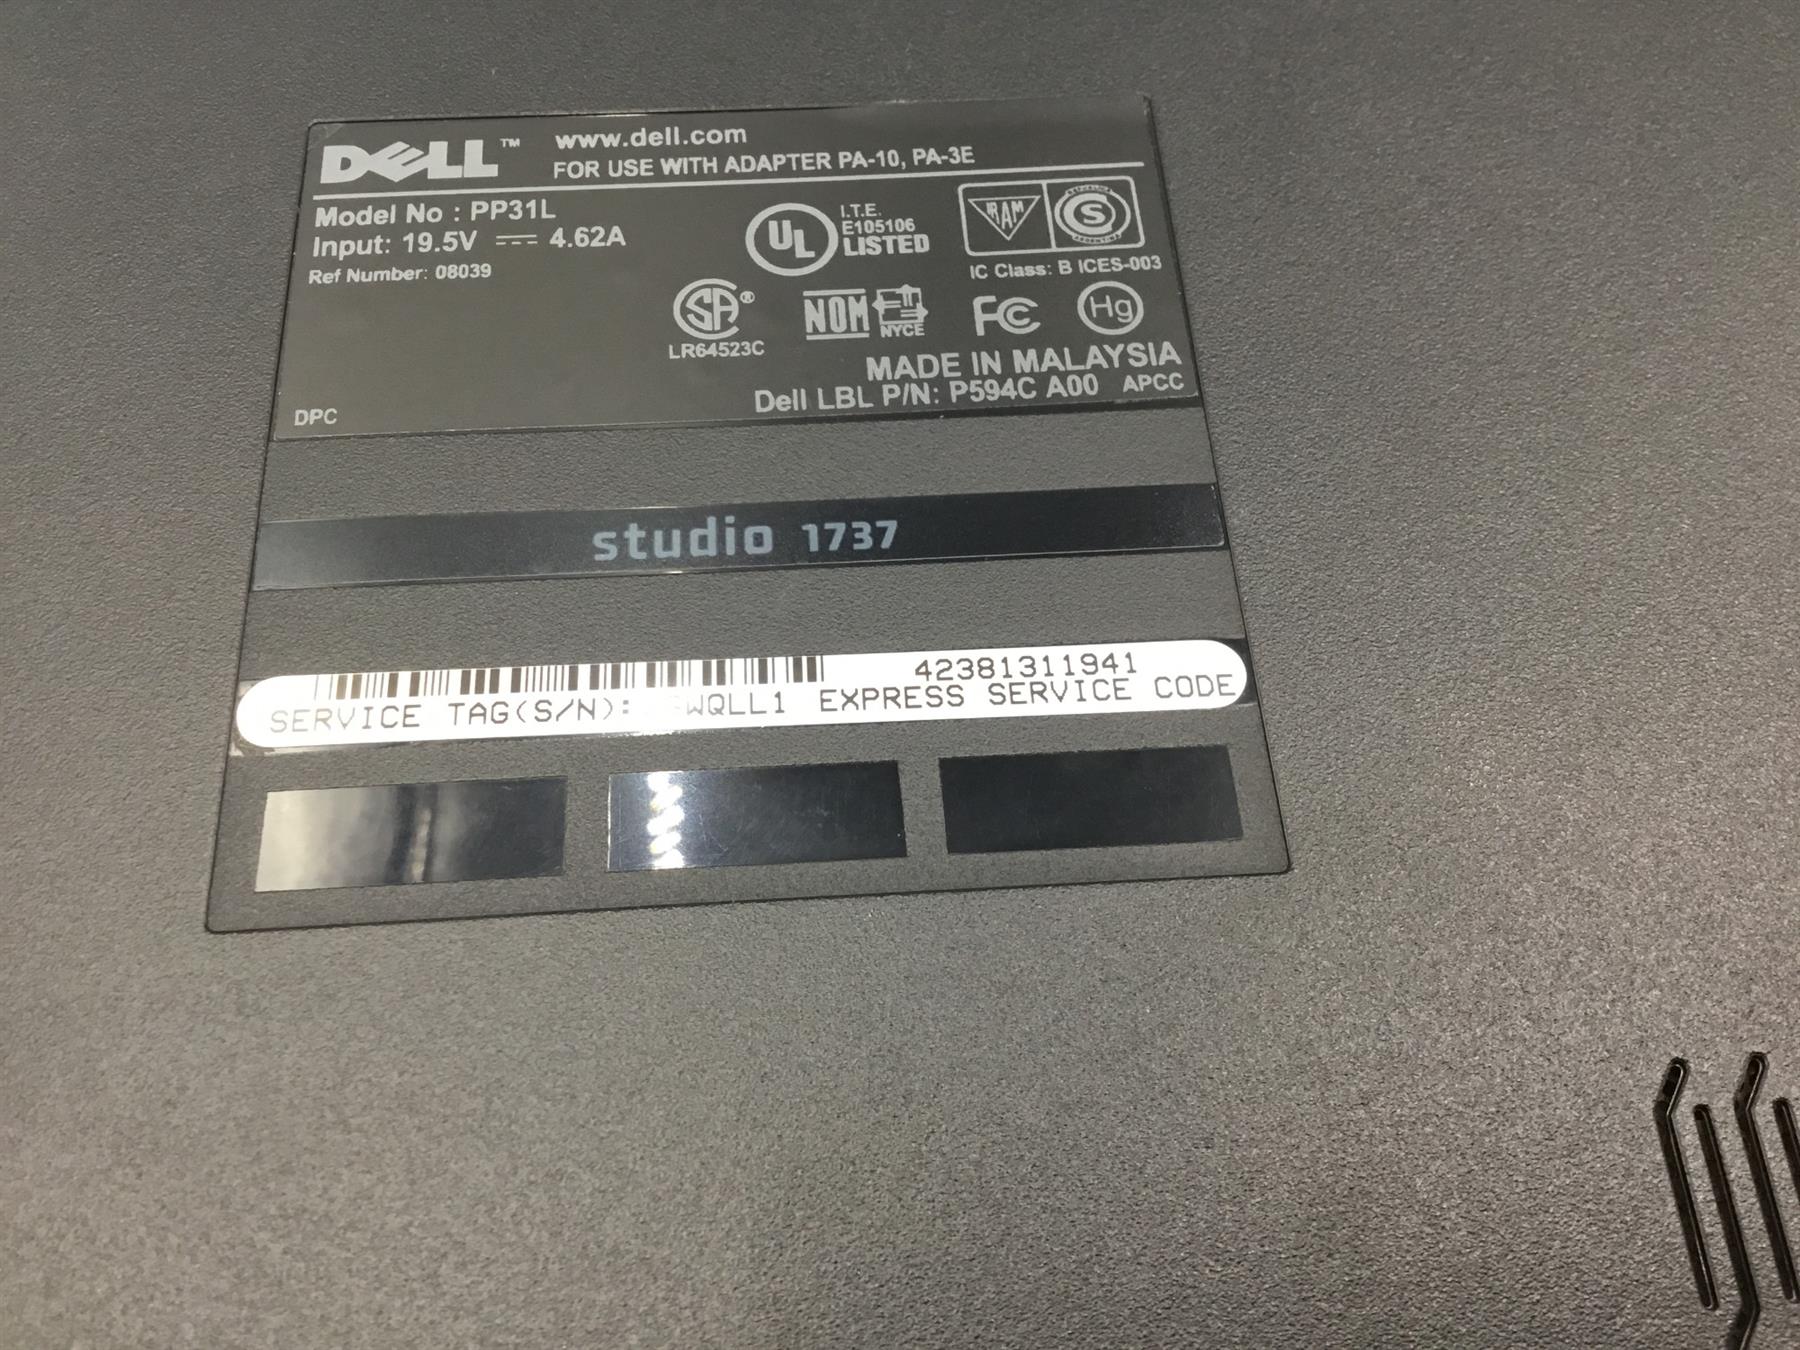 DELL™ www.dell.com
FOR USE WITH ADAPTER PA-10, PA-3E
Model No : PP31L
Input: 19.5V ⎓ 4.62A
Ref Number: 08039
UL I.T.E.
E105106
LISTED
IRAM S
IC Class: B ICES-003
SA®
LR64523C
NOM NYCE
FC Hg
MADE IN MALAYSIA
Dell LBL P/N: P594C A00 APCC
DPC
studio 1737
42381311941
SERVICE TAG(S/N): EXPRESS SERVICE CODE